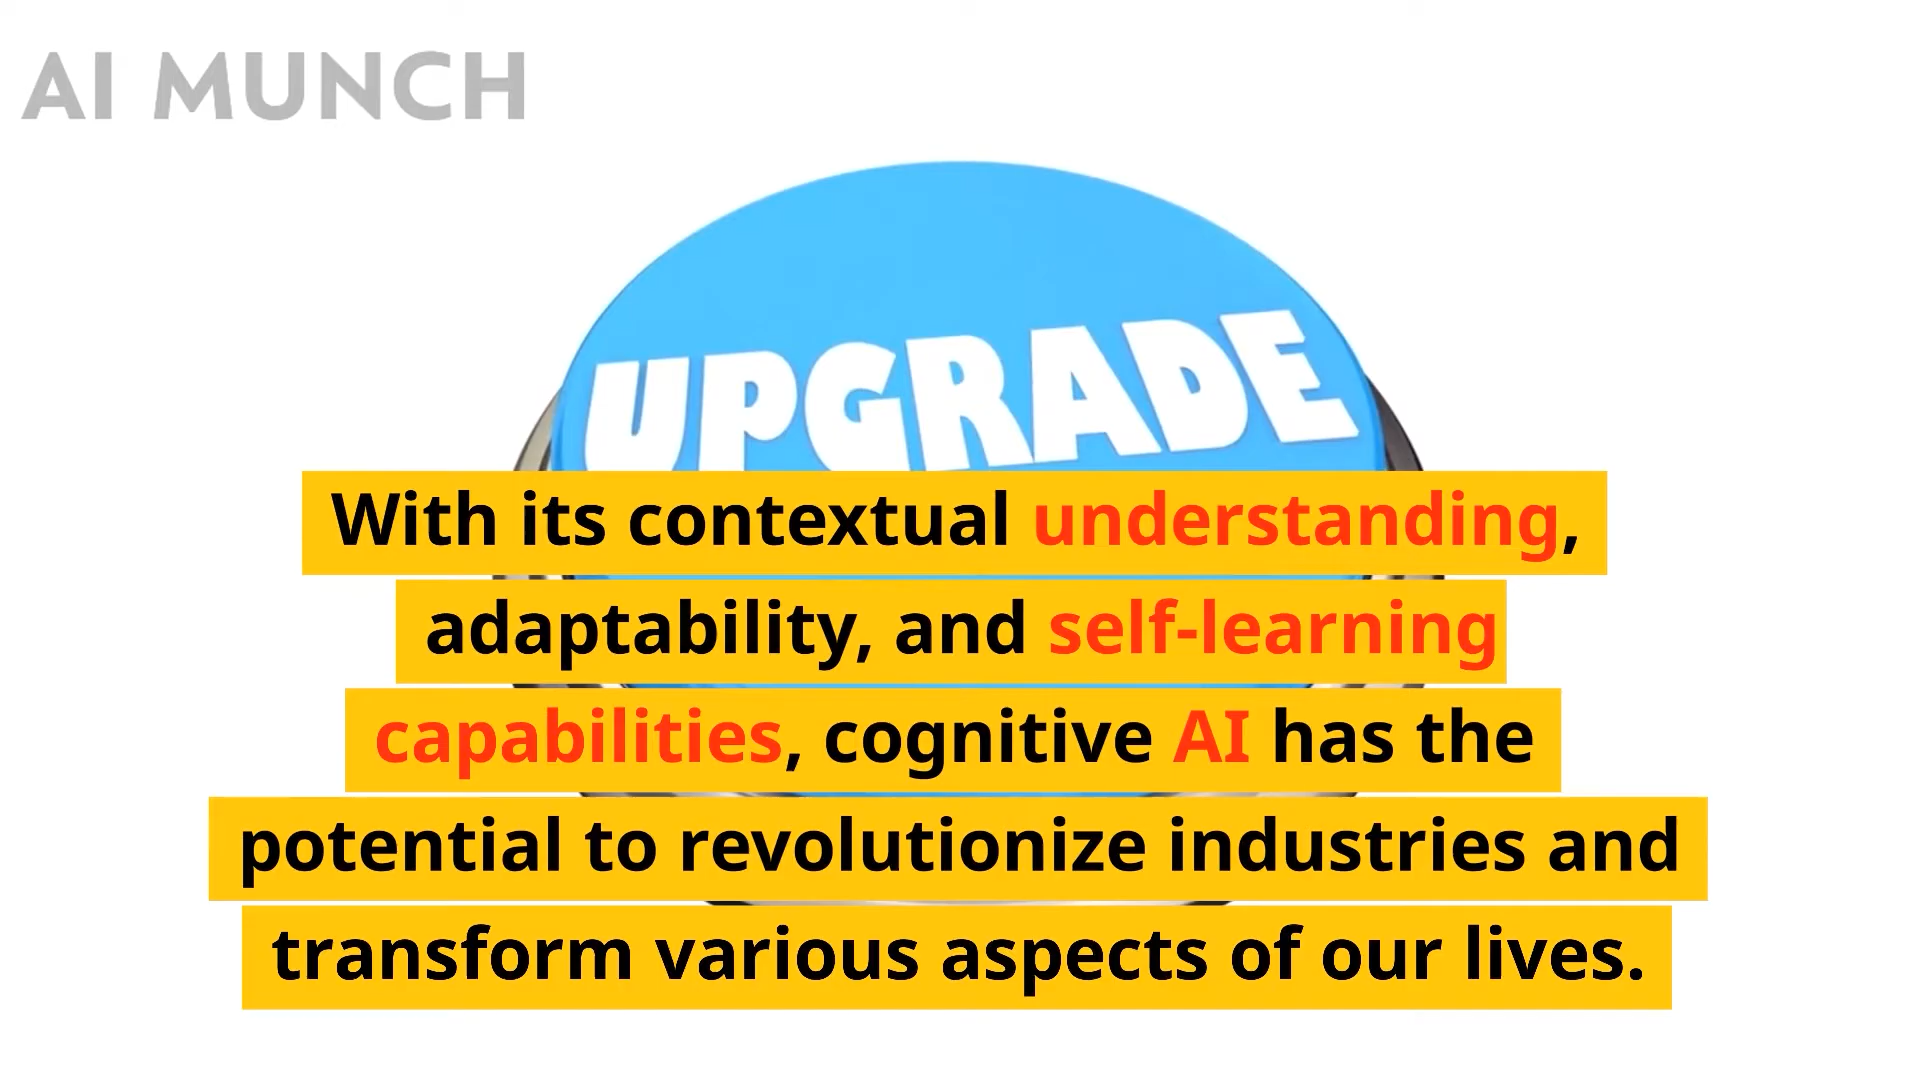 AI MUNCH
UPGRADE
With its contextual understanding,
adaptability, and self-learning
capabilities, cognitive AI has the
potential to revolutionize industries and
transform various aspects of our lives.